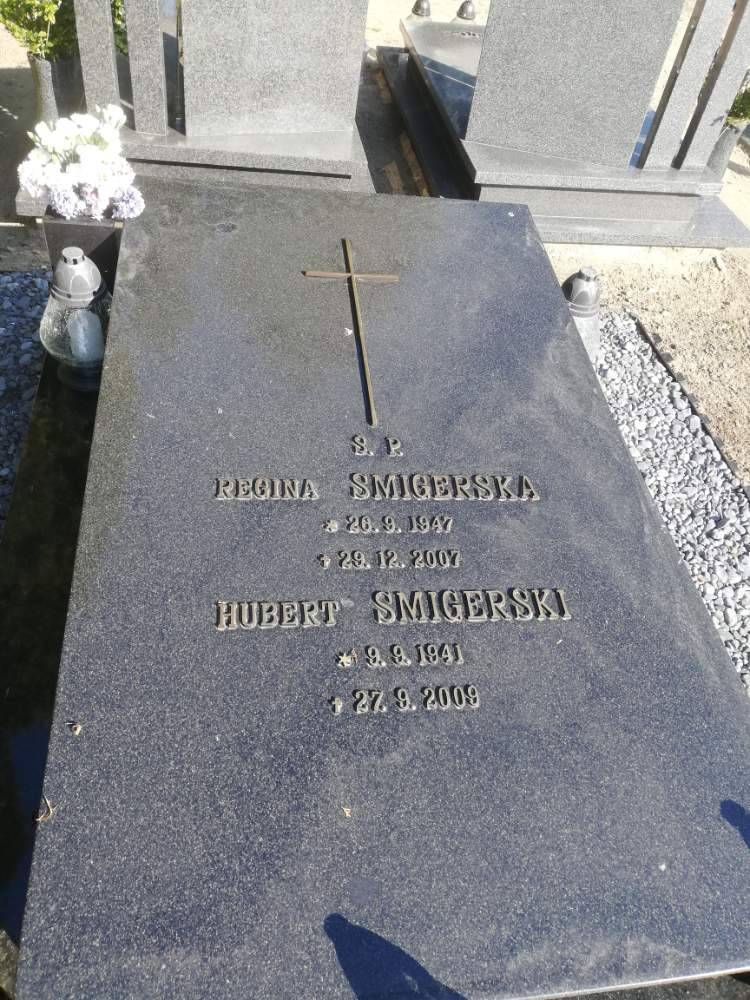 S. P.
REGINA SMIGERSKA
* 26. 9. 1947
✝ 29. 12. 2007
HUBERT SMIGERSKI
* 9. 9. 1941
✝ 27. 9. 2009